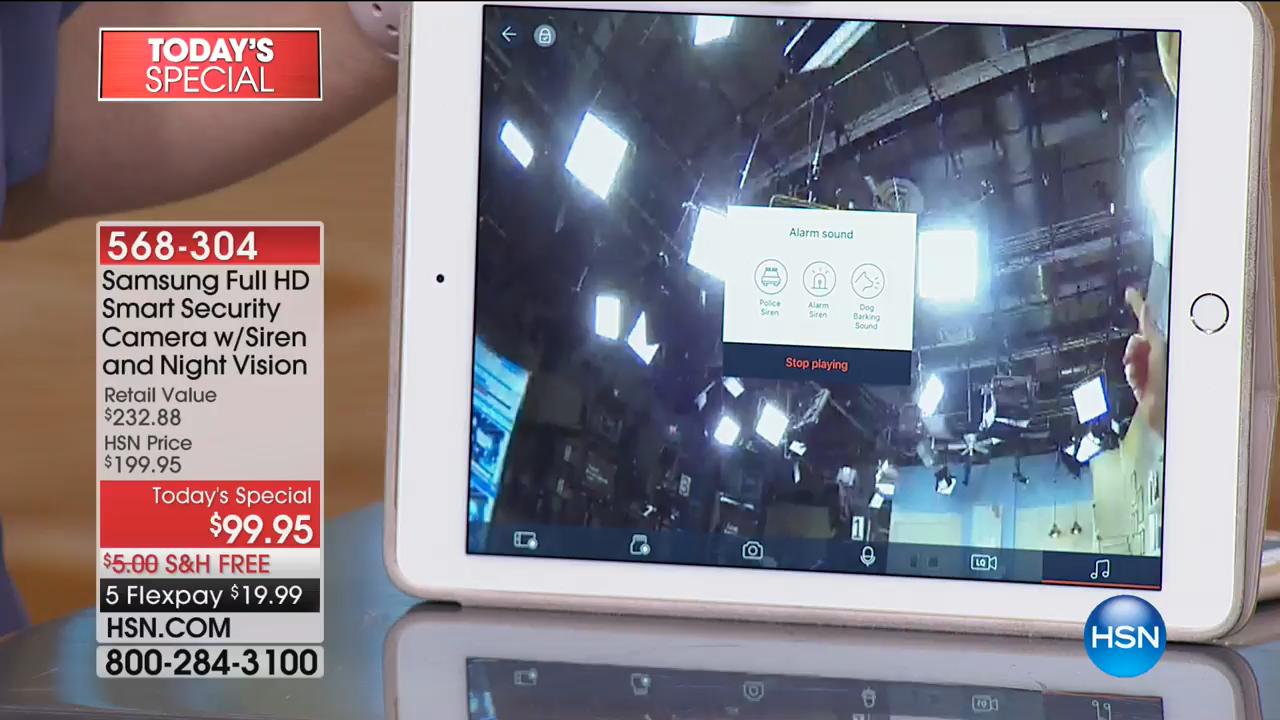 TODAY'S
SPECIAL
568-304
Samsung Full HD
Smart Security
Camera w/Siren
and Night Vision
Retail Value
$232.88
HSN Price
$199.95
Today's Special
$99.95
$5.00 S&H FREE
5 Flexpay $19.99
HSN.COM
800-284-3100
Alarm sound
Police
Siren
Alarm
Siren
Dog
Barking
Sound
Stop playing
1
LQ
HSN